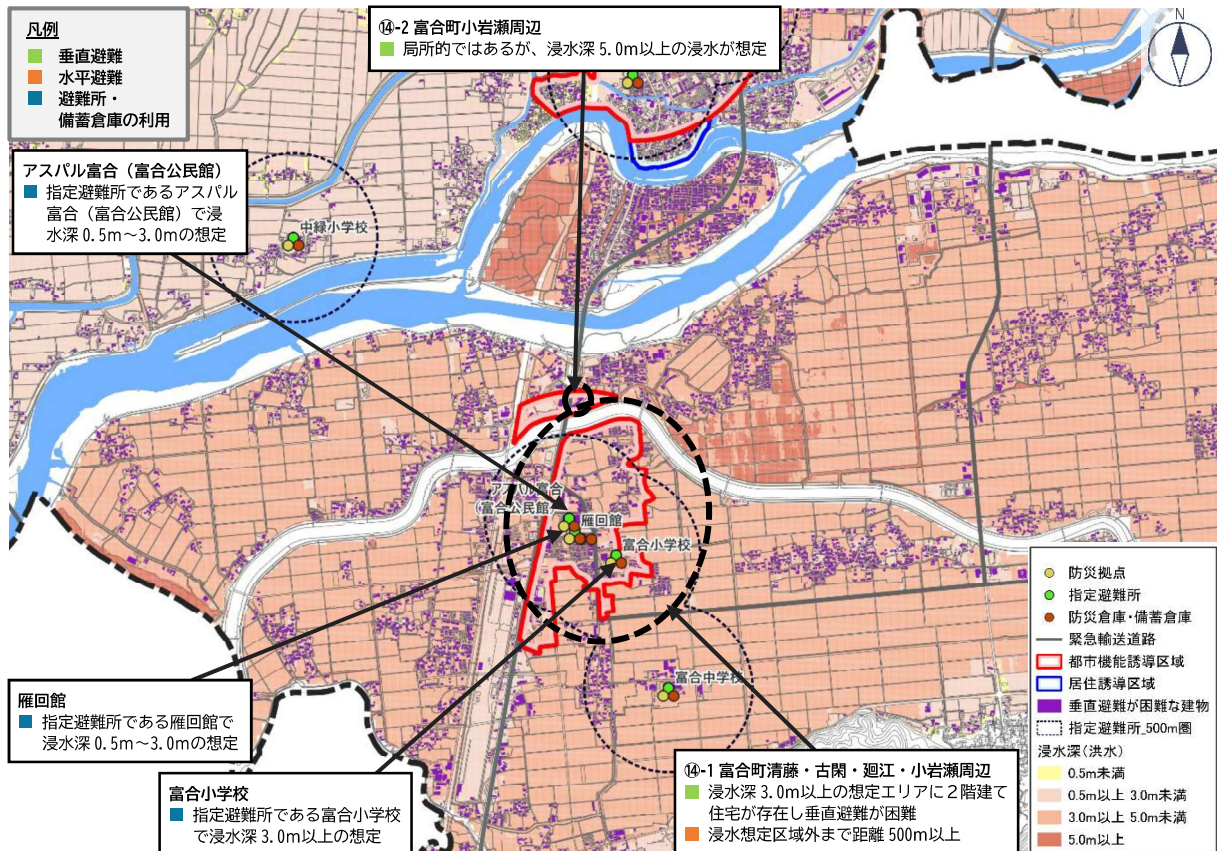 凡例
垂直避難
水平避難
避難所・
備蓄倉庫の利用
⑭-2 富合町小岩瀬周辺
局所的ではあるが、浸水深 5.0m以上の浸水が想定
N
アスパル富合（富合公民館）
指定避難所であるアスパル
富合（富合公民館）で浸
水深 0.5m～3.0mの想定
中緑小学校
アスパル富合
（富合公民館）
雁回館
富合小学校
富合中学校
雁回館
指定避難所である雁回館で
浸水深 0.5m～3.0mの想定
富合小学校
指定避難所である富合小学校
で浸水深 3.0m以上の想定
⑭-1 富合町清藤・古閑・廻江・小岩瀬周辺
浸水深 3.0m以上の想定エリアに２階建て
住宅が存在し垂直避難が困難
浸水想定区域外まで距離 500m以上
防災拠点
指定避難所
防災倉庫・備蓄倉庫
緊急輸送道路
都市機能誘導区域
居住誘導区域
垂直避難が困難な建物
指定避難所_500m圏
浸水深(洪水)
0.5m未満
0.5m以上 3.0m未満
3.0m以上 5.0m未満
5.0m以上